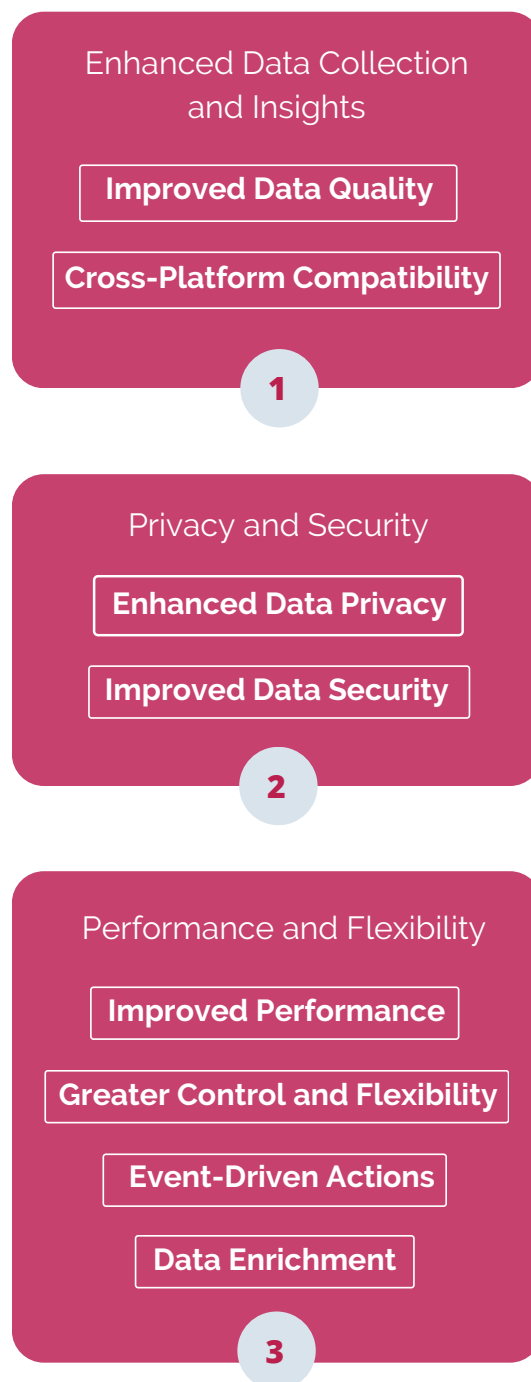 Enhanced Data Collection
and Insights
Improved Data Quality
Cross-Platform Compatibility
1
Privacy and Security
Enhanced Data Privacy
Improved Data Security
2
Performance and Flexibility
Improved Performance
Greater Control and Flexibility
Event-Driven Actions
Data Enrichment
3